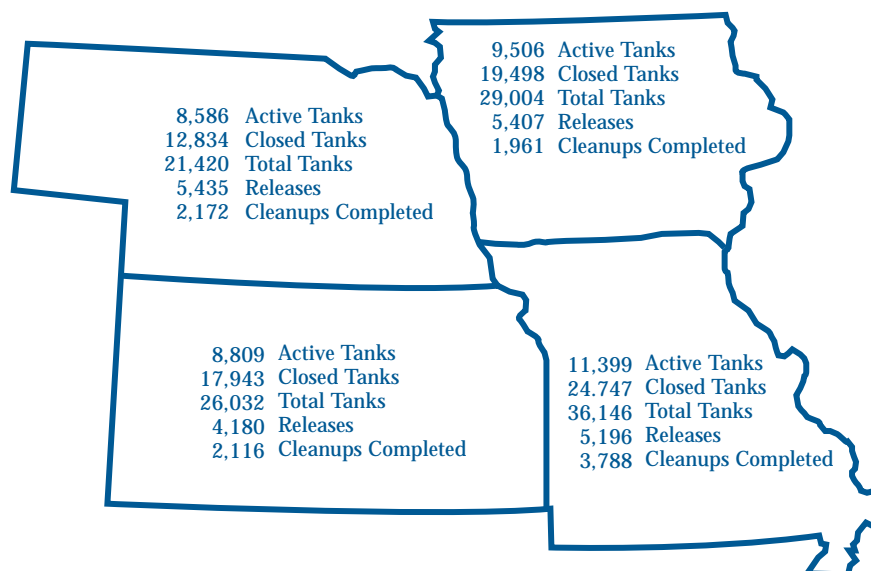 9,506 Active Tanks
19,498 Closed Tanks
29,004 Total Tanks
5,407 Releases
1,961 Cleanups Completed
8,586 Active Tanks
12,834 Closed Tanks
21,420 Total Tanks
5,435 Releases
2,172 Cleanups Completed
8,809 Active Tanks
17,943 Closed Tanks
26,032 Total Tanks
4,180 Releases
2,116 Cleanups Completed
11,399 Active Tanks
24.747 Closed Tanks
36,146 Total Tanks
5,196 Releases
3,788 Cleanups Completed